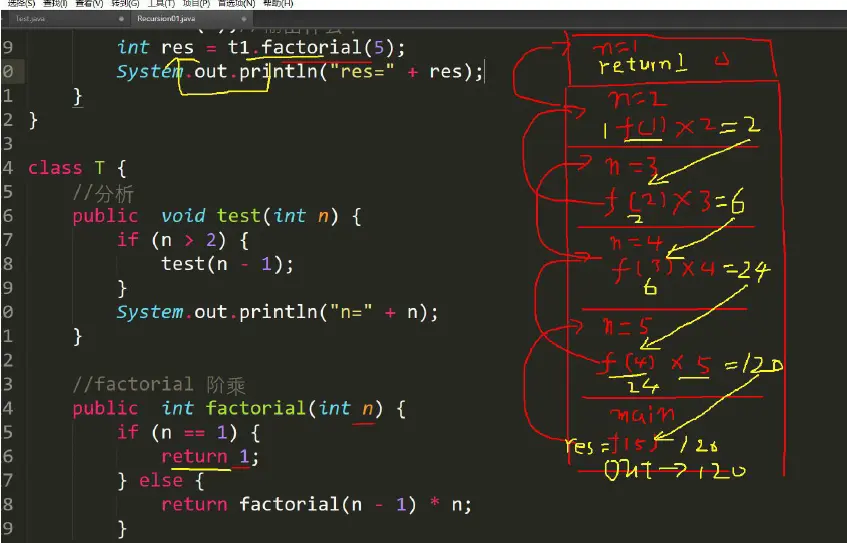 选择(S) 查找(I) 查看(V) 转到(G) 工具(T) 项目(P) 首选项(N) 帮助(H)
Test.java Recursion01.java
9 int res = t1.factorial(5);
0 System.out.println("res=" + res);
1 }
2 }
3
4 class T {
5 //分析
6 public void test(int n) {
7 if (n > 2) {
8 test(n - 1);
9 }
0 System.out.println("n=" + n);
1 }
2
3 //factorial 阶乘
4 public int factorial(int n) {
5 if (n == 1) {
6 return 1;
7 } else {
8 return factorial(n - 1) * n;
9 }
n=1
return 1
n=2
1 f(1) × 2 = 2
n=3
f(2) × 3 = 6
2
n=4
f(3) × 4 = 24
6
n=5
f(4) × 5 = 120
24
main
res = f(5) 120
Out → 120